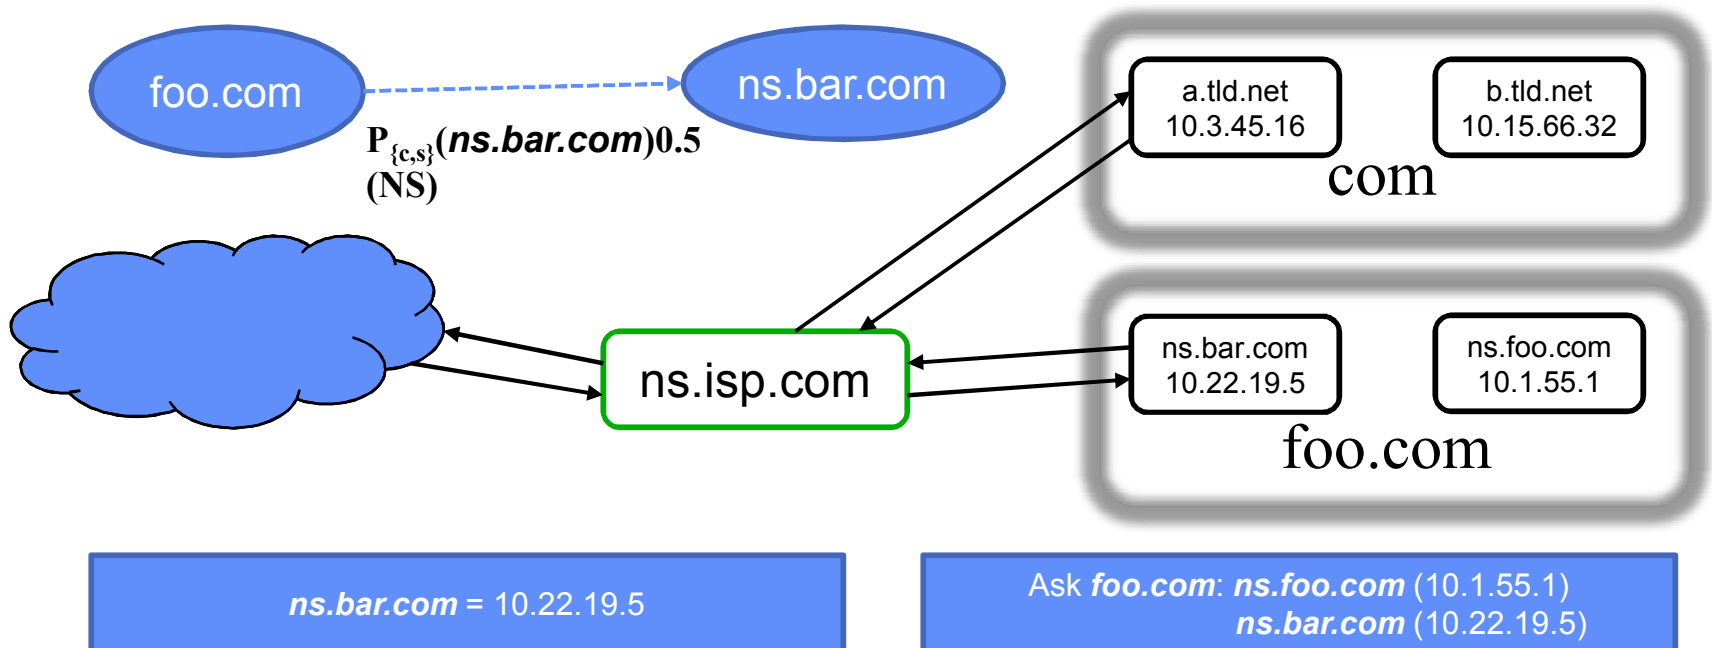 foo.com
ns.bar.com
P{c,s}(ns.bar.com)0.5
(NS)
a.tld.net
10.3.45.16
b.tld.net
10.15.66.32
com
ns.isp.com
ns.bar.com
10.22.19.5
ns.foo.com
10.1.55.1
foo.com
ns.bar.com = 10.22.19.5
Ask foo.com: ns.foo.com (10.1.55.1)
ns.bar.com (10.22.19.5)